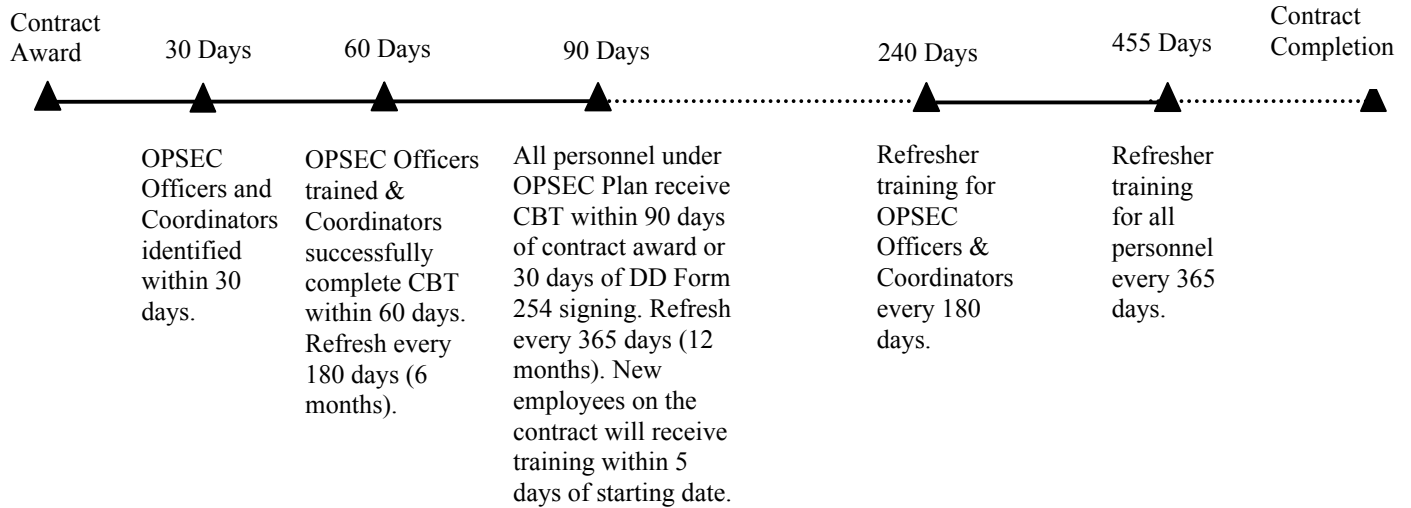 Contract
Award
30 Days
60 Days
90 Days
240 Days
455 Days
Contract
Completion
OPSEC
Officers and
Coordinators
identified
within 30
days.
OPSEC Officers
trained &
Coordinators
successfully
complete CBT
within 60 days.
Refresh every
180 days (6
months).
All personnel under
OPSEC Plan receive
CBT within 90 days
of contract award or
30 days of DD Form
254 signing. Refresh
every 365 days (12
months). New
employees on the
contract will receive
training within 5
days of starting date.
Refresher
training for
OPSEC
Officers &
Coordinators
every 180
days.
Refresher
training
for all
personnel
every 365
days.